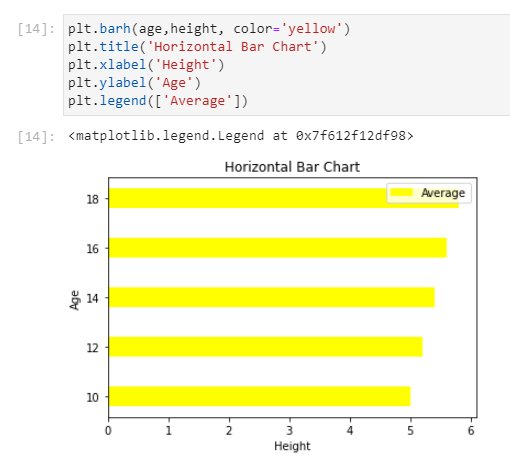 [14]: plt.barh(age,height, color='yellow')
plt.title('Horizontal Bar Chart')
plt.xlabel('Height')
plt.ylabel('Age')
plt.legend(['Average'])
[14]: <matplotlib.legend.Legend at 0x7f612f12df98>
Horizontal Bar Chart
Average
18
16
14
12
10
Age
0 1 2 3 4 5 6
Height